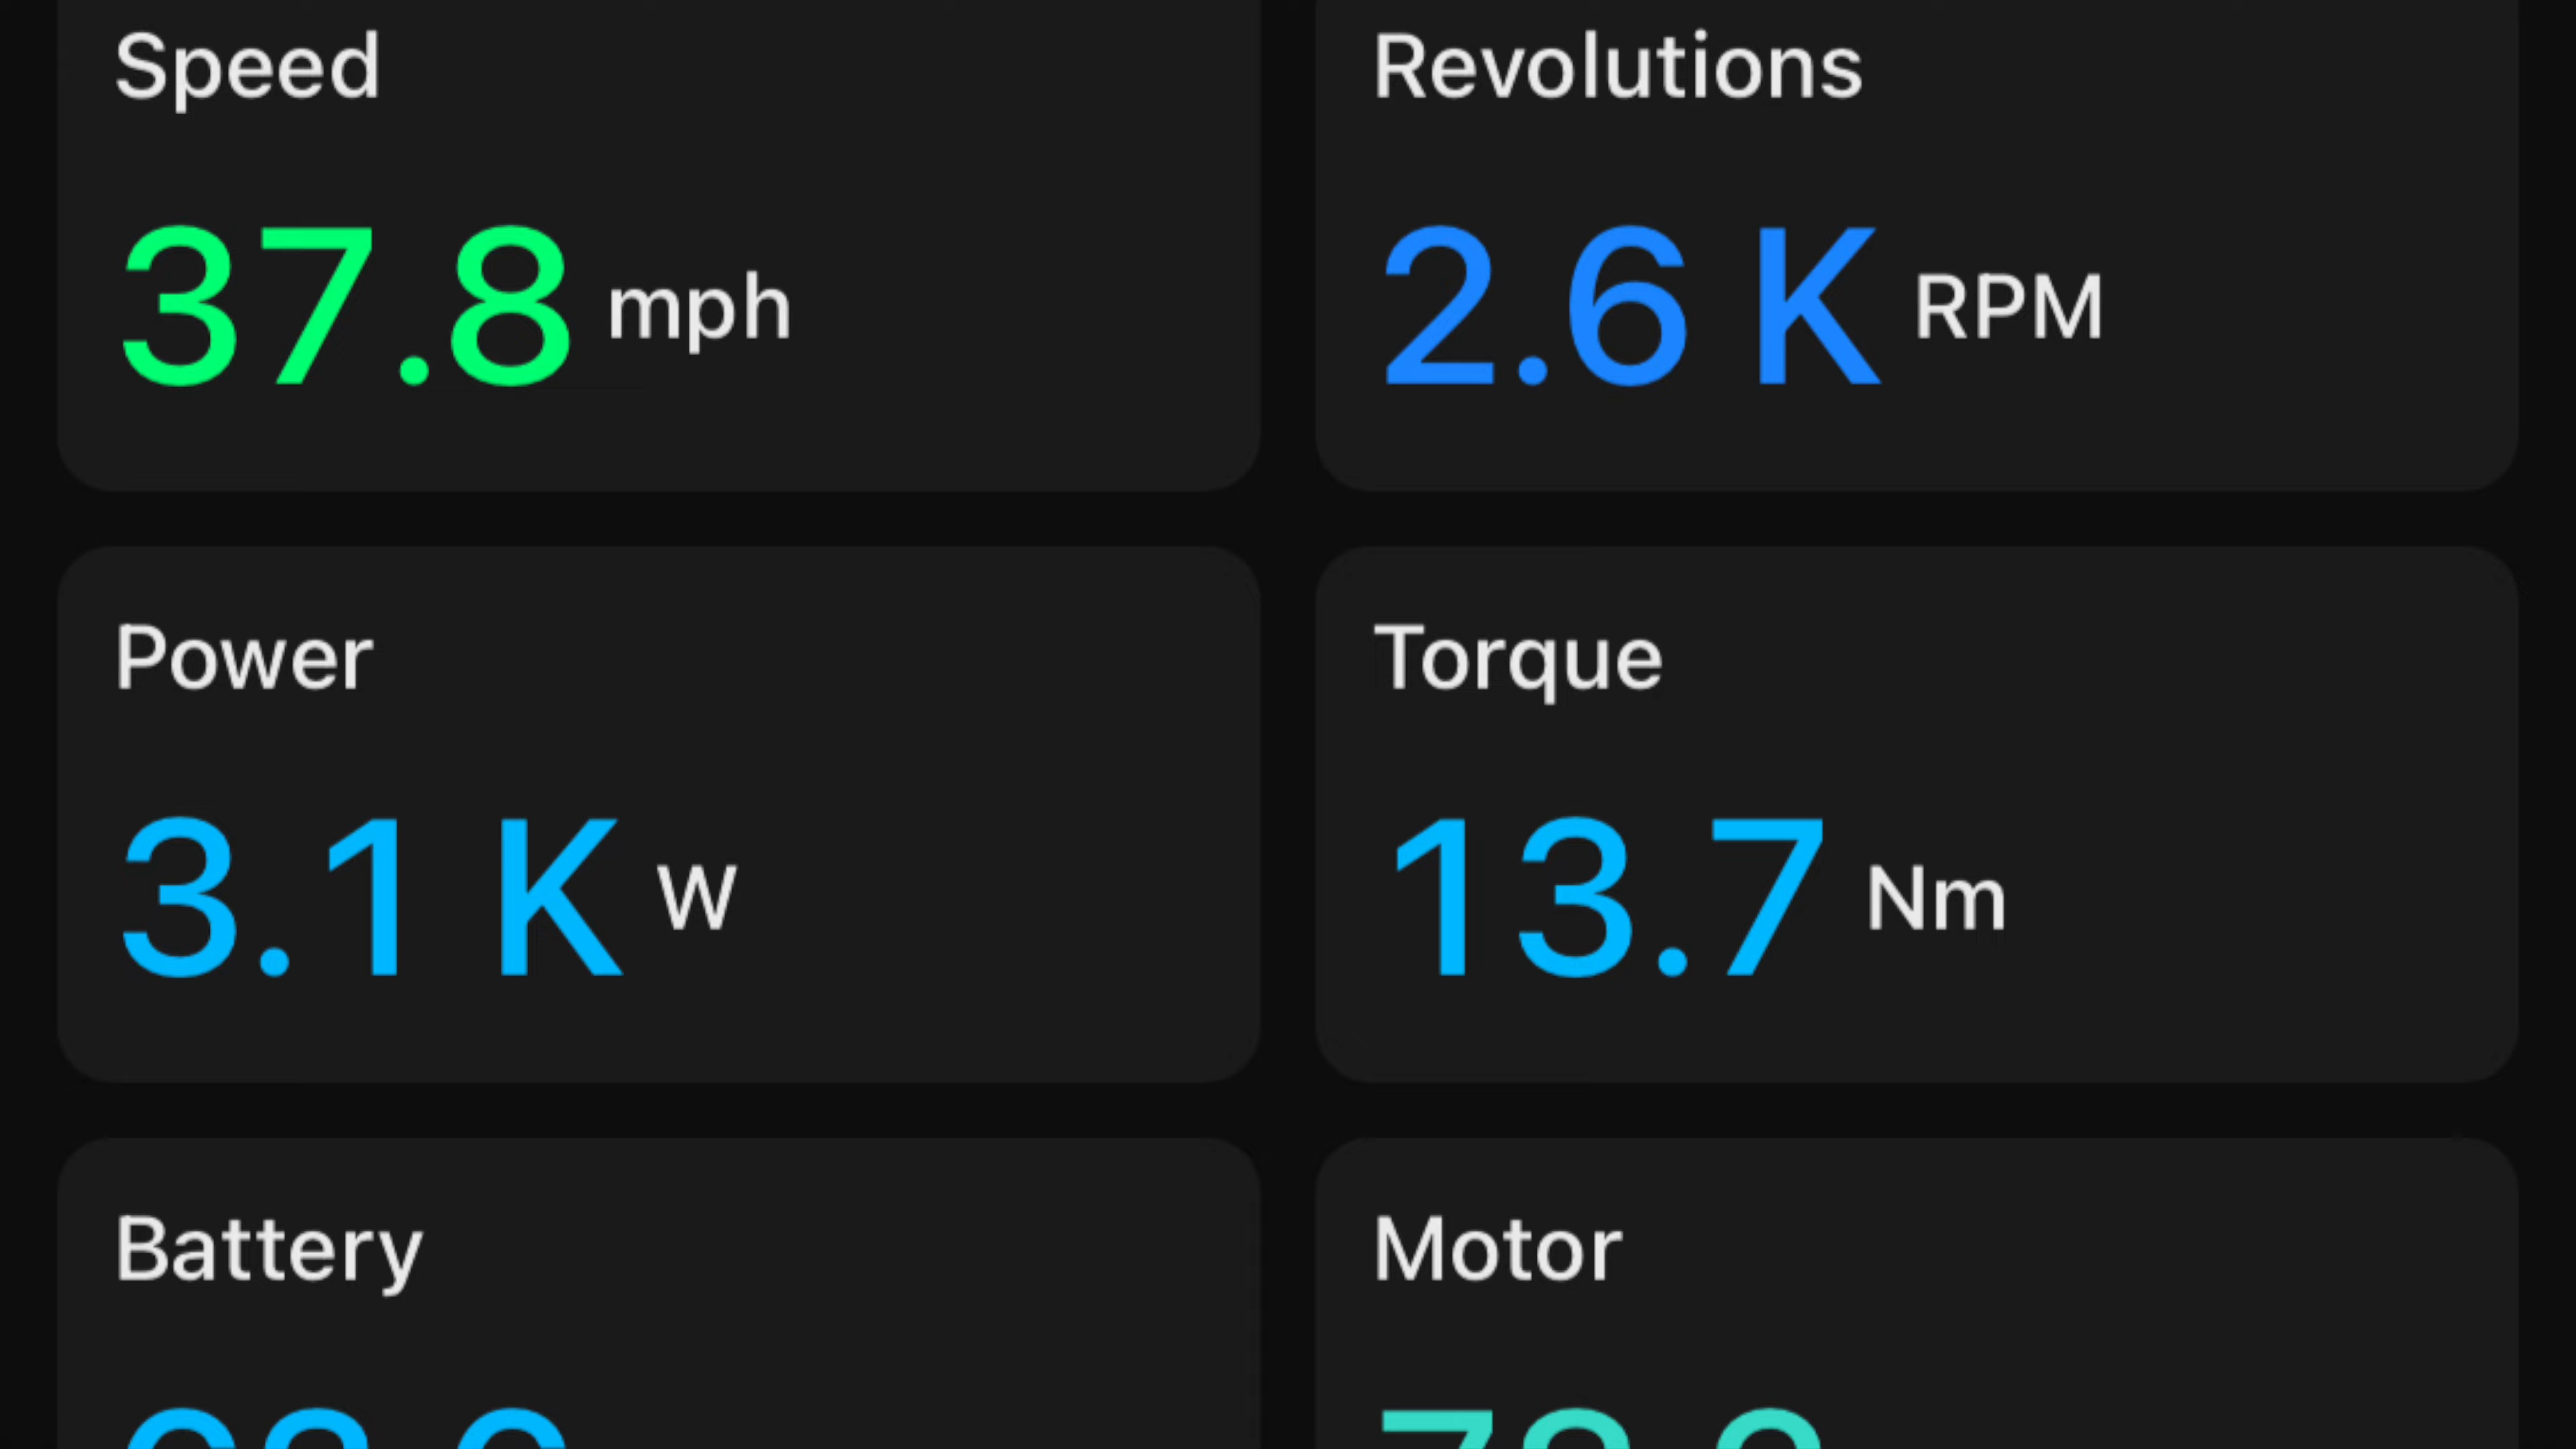 Speed
37.8 mph
Revolutions
2.6 K RPM
Power
3.1 K W
Torque
13.7 Nm
Battery
Motor